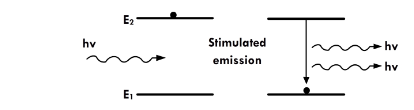 E₂
hν
Stimulated
emission
hν
hν
E₁